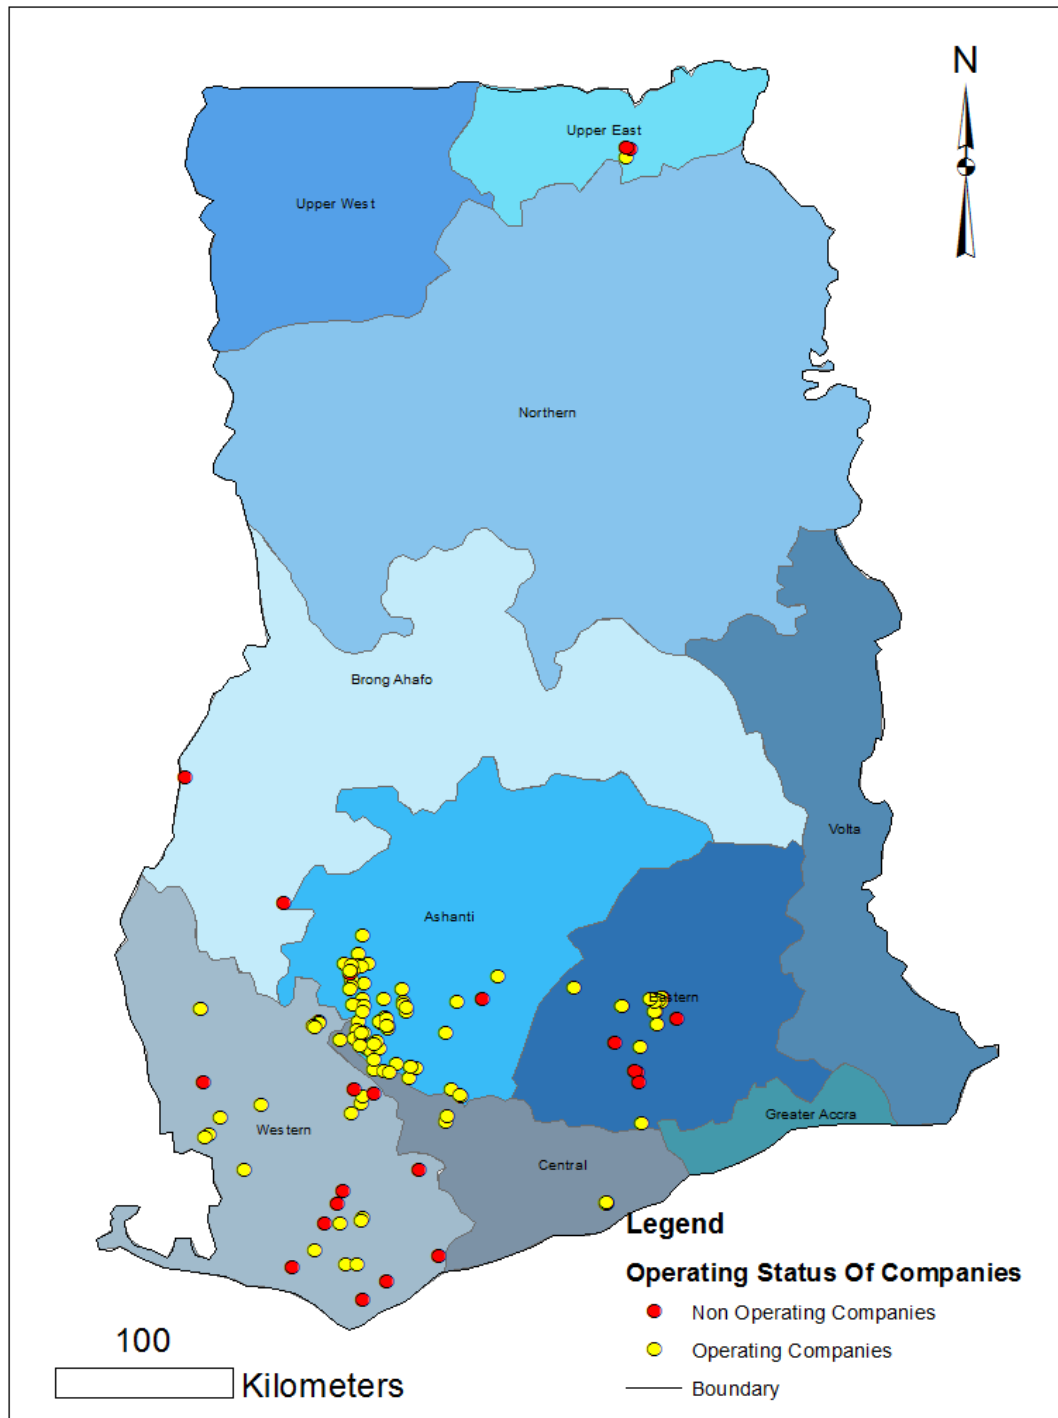 N
Upper East
Upper West
Northern
Brong Ahafo
Volta
Ashanti
Eastern
Greater Accra
Western
Central
Legend
Operating Status Of Companies
Non Operating Companies
Operating Companies
Boundary
100
Kilometers